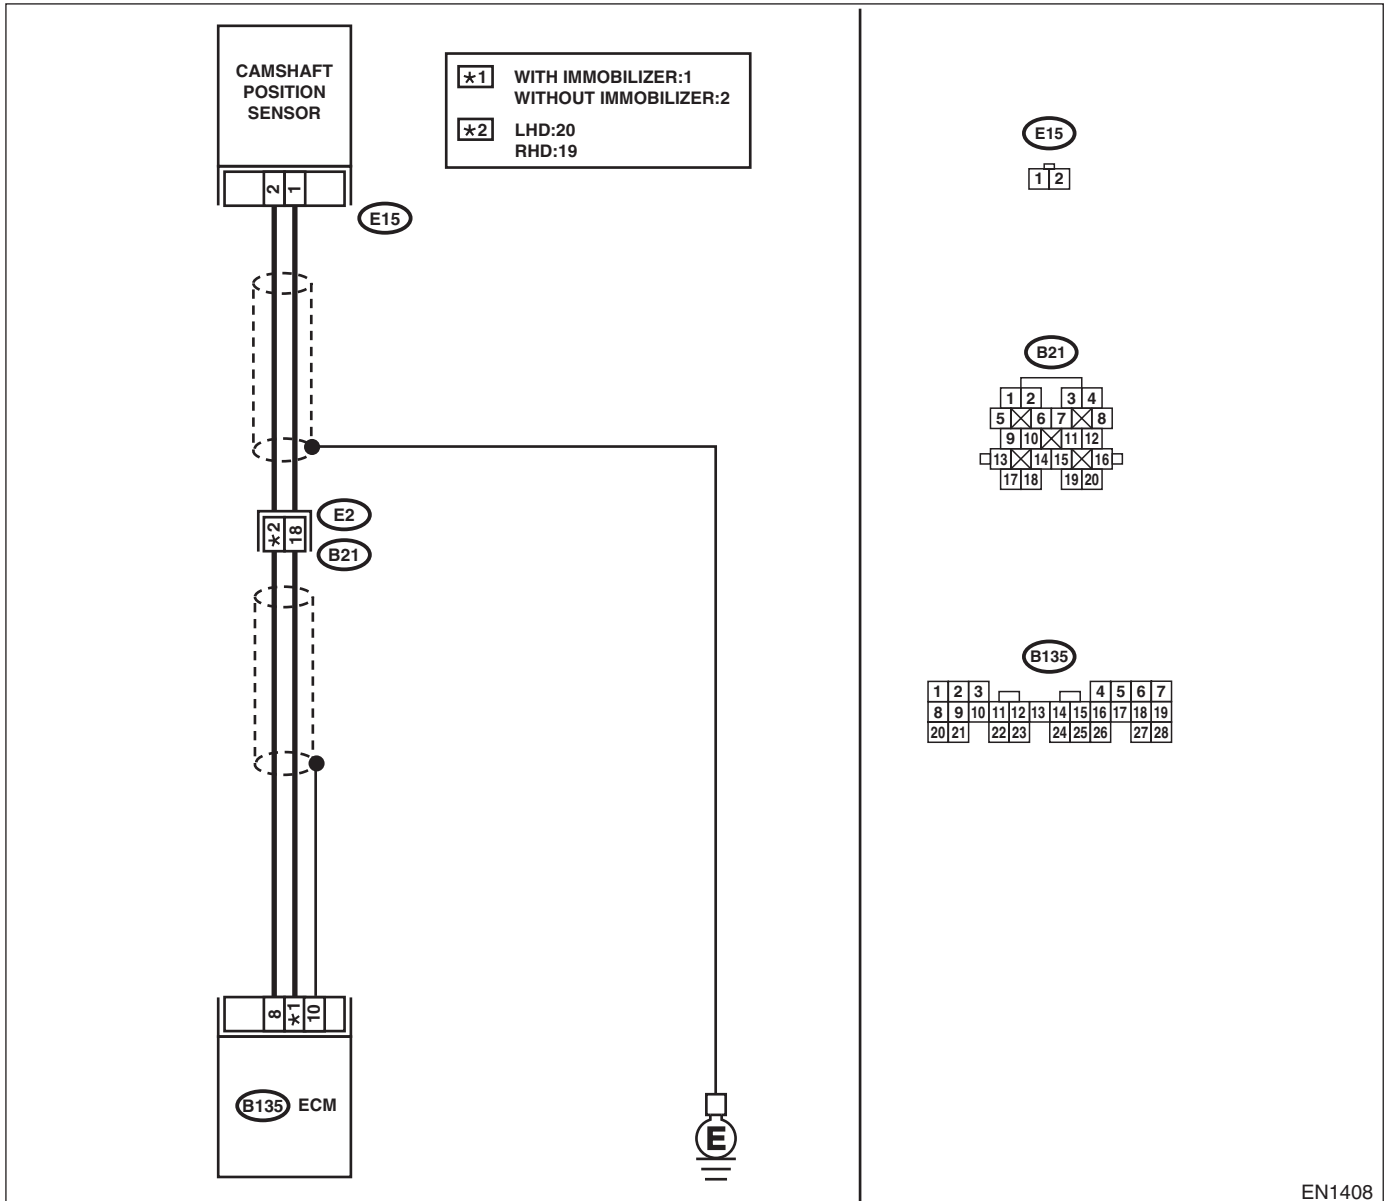 CAMSHAFT
POSITION
SENSOR
*1 WITH IMMOBILIZER:1
WITHOUT IMMOBILIZER:2
*2 LHD:20
RHD:19
2 1
E15
E2
*2 18
B21
8 *1 10
B135 ECM
E
E15
1 2
B21
1 2 3 4
5 6 7 8
9 10 11 12
13 14 15 16
17 18 19 20
B135
1 2 3 4 5 6 7
8 9 10 11 12 13 14 15 16 17 18 19
20 21 22 23 24 25 26 27 28
EN1408